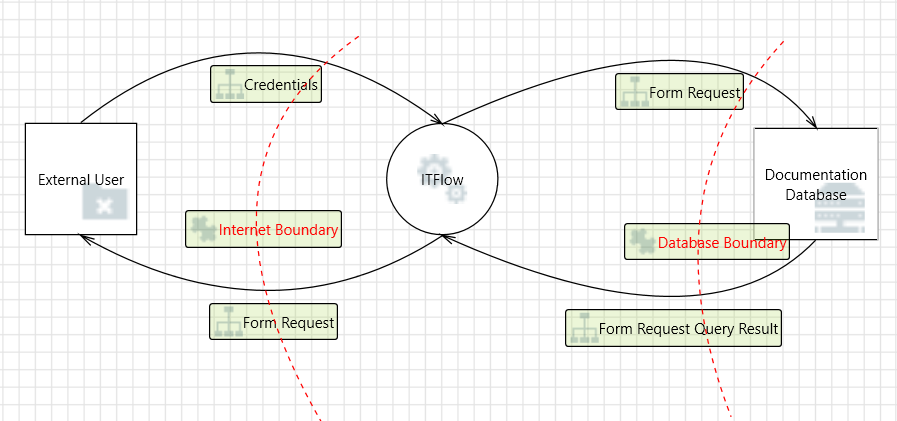 Credentials
Form Request
External User
ITFlow
Documentation
Database
Internet Boundary
Database Boundary
Form Request
Form Request Query Result